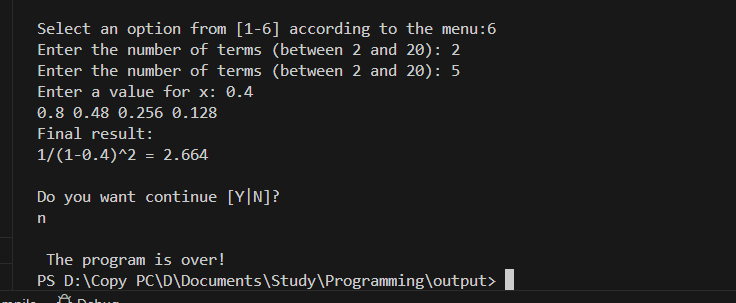 Select an option from [1-6] according to the menu:6
Enter the number of terms (between 2 and 20): 2
Enter the number of terms (between 2 and 20): 5
Enter a value for x: 0.4
0.8 0.48 0.256 0.128
Final result:
1/(1-0.4)^2 = 2.664
Do you want continue [Y|N]?
n
The program is over!
PS D:\Copy PC\D\Documents\Study\Programming\output>